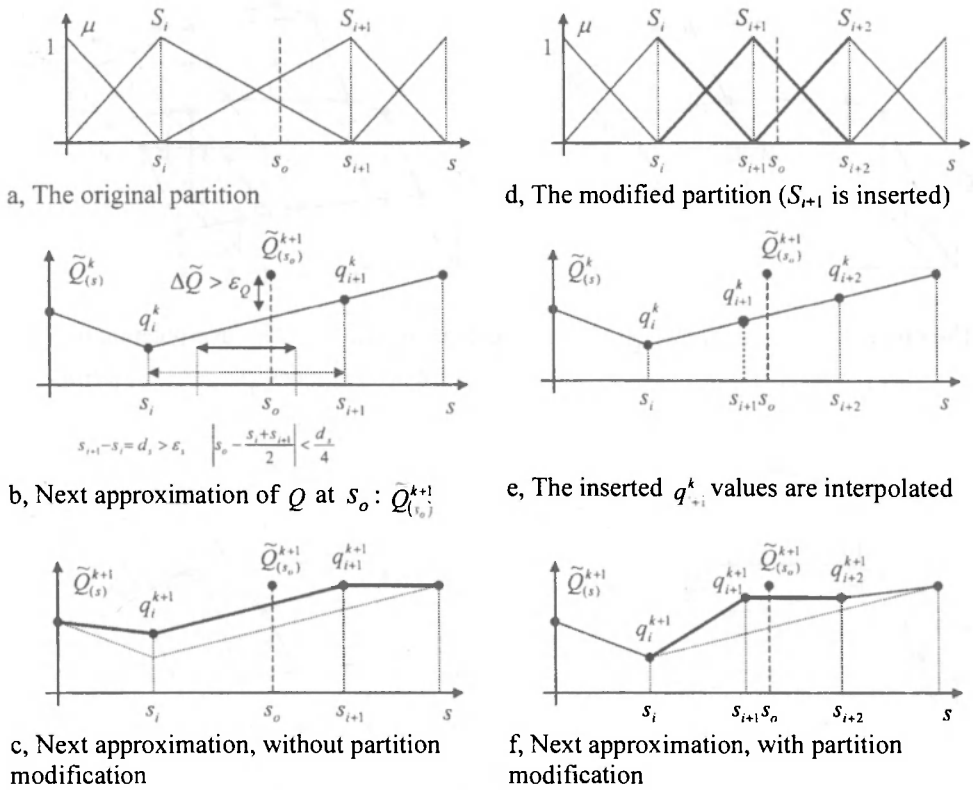 μ S_i S_{i+1}
1
s_i s_o s_{i+1} s
a, The original partition
Q̃^k_{(s)} ΔQ̃ > ε_Q Q̃^{k+1}_{(s_o)} q^k_{i+1}
q^k_i
s_i s_o s_{i+1} s
s_{i+1} − s_i = d_s > ε_s |s_o − (s_i + s_{i+1})/2| < d_s/4
b, Next approximation of Q at s_o : Q̃^{k+1}_{(s_o)}
Q̃^{k+1}_{(s)} q^{k+1}_i Q̃^{k+1}_{(s_o)} q^{k+1}_{i+1}
s_i s_o s_{i+1} s
c, Next approximation, without partition
modification
μ S_i S_{i+1} S_{i+2}
1
s_i s_{i+1} s_o s_{i+2} s
d, The modified partition (S_{i+1} is inserted)
Q̃^k_{(s)} q^k_i q^k_{i+1} Q̃^{k+1}_{(s_o)} q^k_{i+2}
s_i s_{i+1} s_o s_{i+2} s
e, The inserted q^k_{+1} values are interpolated
Q̃^{k+1}_{(s)} q^{k+1}_i q^{k+1}_{i+1} Q̃^{k+1}_{(s_o)} q^{k+1}_{i+2}
s_i s_{i+1} s_o s_{i+2} s
f, Next approximation, with partition
modification